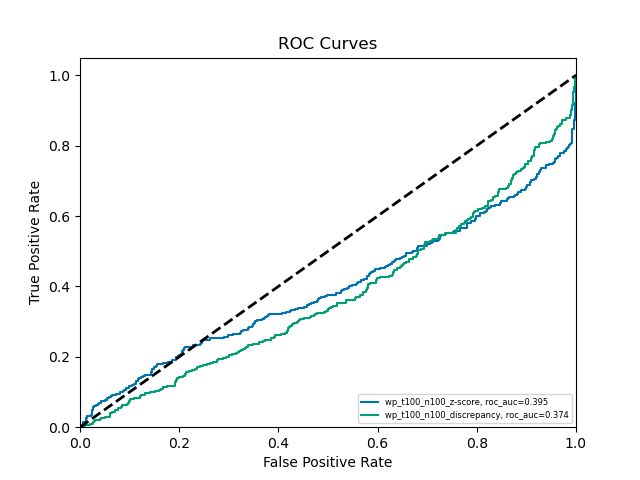 ROC Curves
True Positive Rate
1.0
0.8
0.6
0.4
0.2
0.0
wp_t100_n100_z-score, roc_auc=0.395
wp_t100_n100_discrepancy, roc_auc=0.374
0.0 0.2 0.4 0.6 0.8 1.0
False Positive Rate